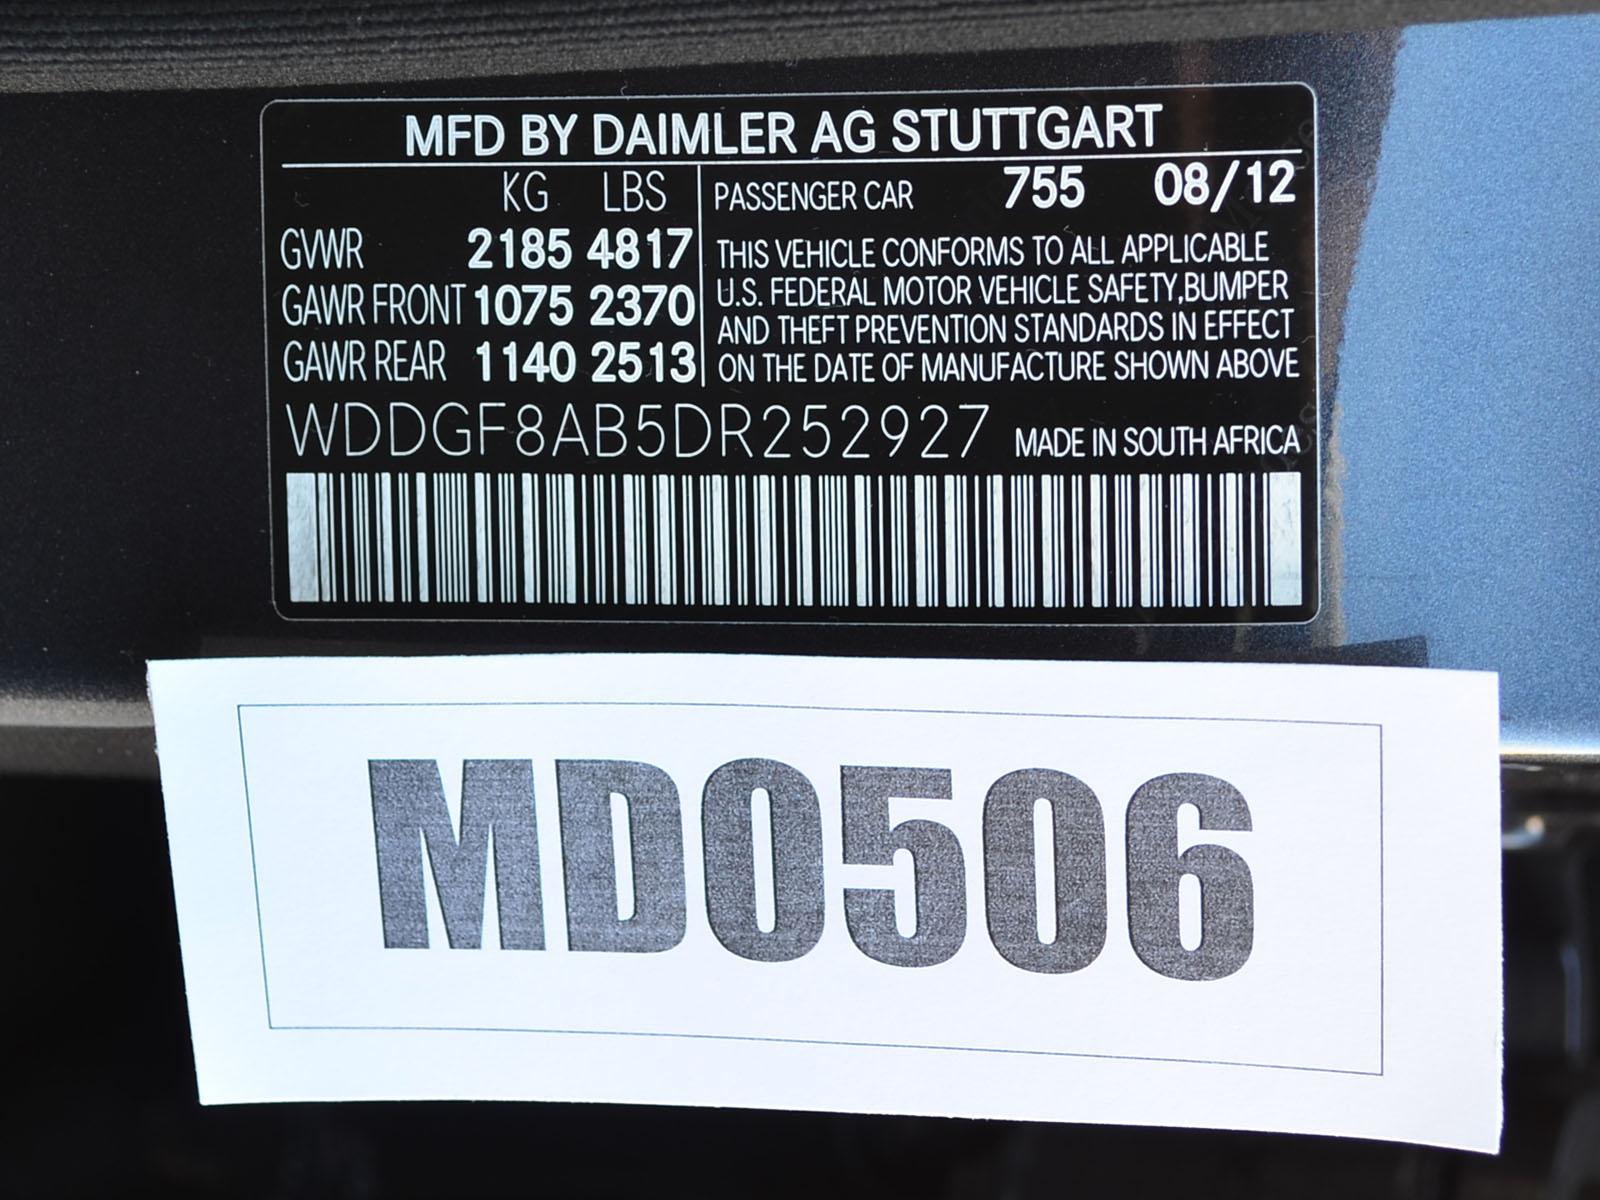 MFD BY DAIMLER AG STUTTGART
KG LBS
GVWR 2185 4817
GAWR FRONT 1075 2370
GAWR REAR 1140 2513
PASSENGER CAR 755 08/12
THIS VEHICLE CONFORMS TO ALL APPLICABLE
U.S. FEDERAL MOTOR VEHICLE SAFETY,BUMPER
AND THEFT PREVENTION STANDARDS IN EFFECT
ON THE DATE OF MANUFACTURE SHOWN ABOVE
WDDGF8AB5DR252927 MADE IN SOUTH AFRICA
MD0506